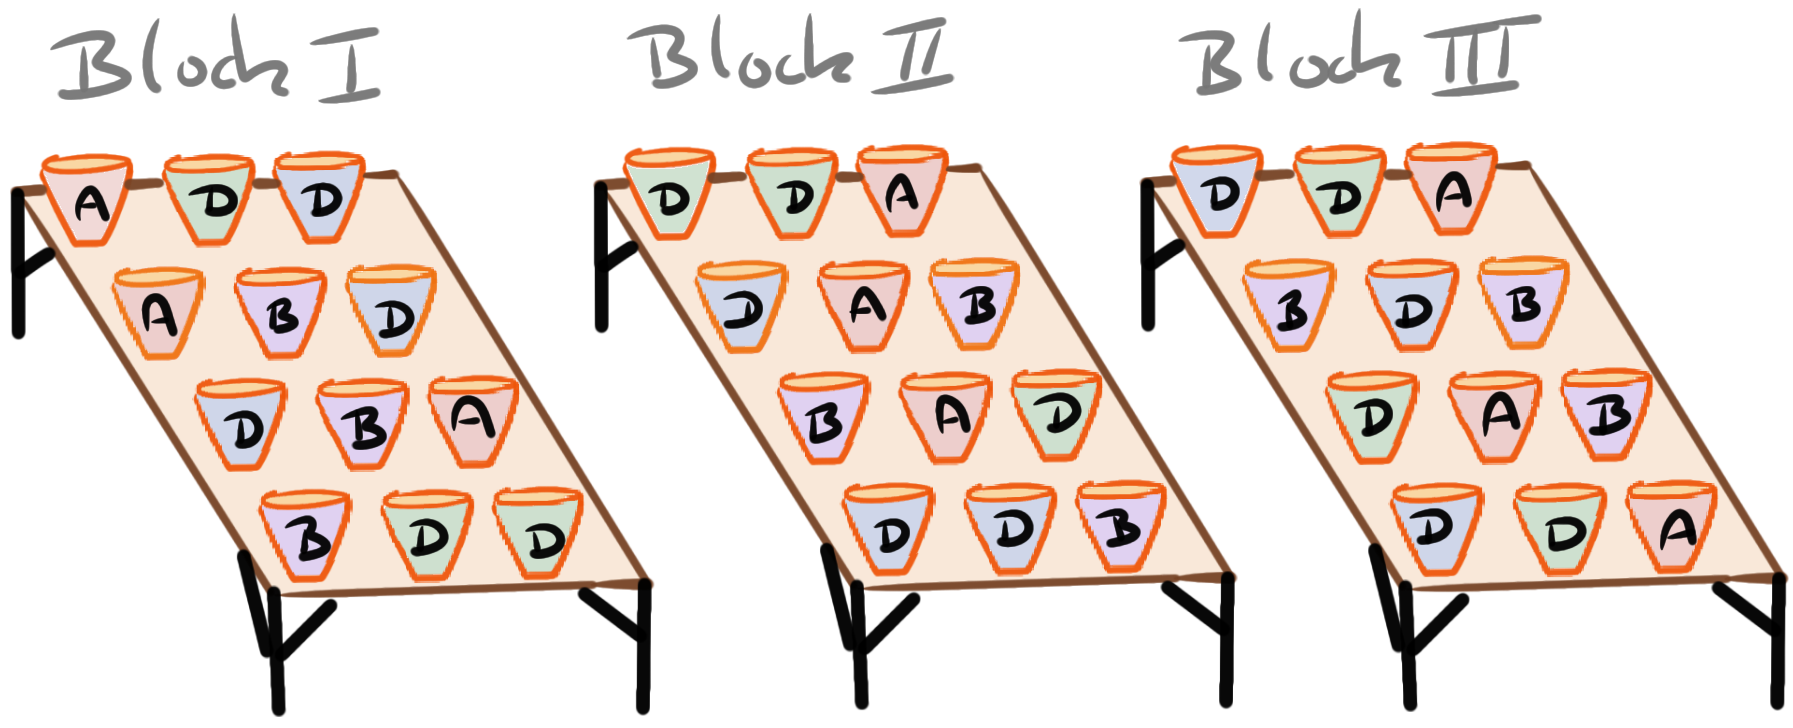 Block I Block II Block III
A D D D D A D D A
A B D D A B B D B
D B A B A D D A B
B D D D D B D D A